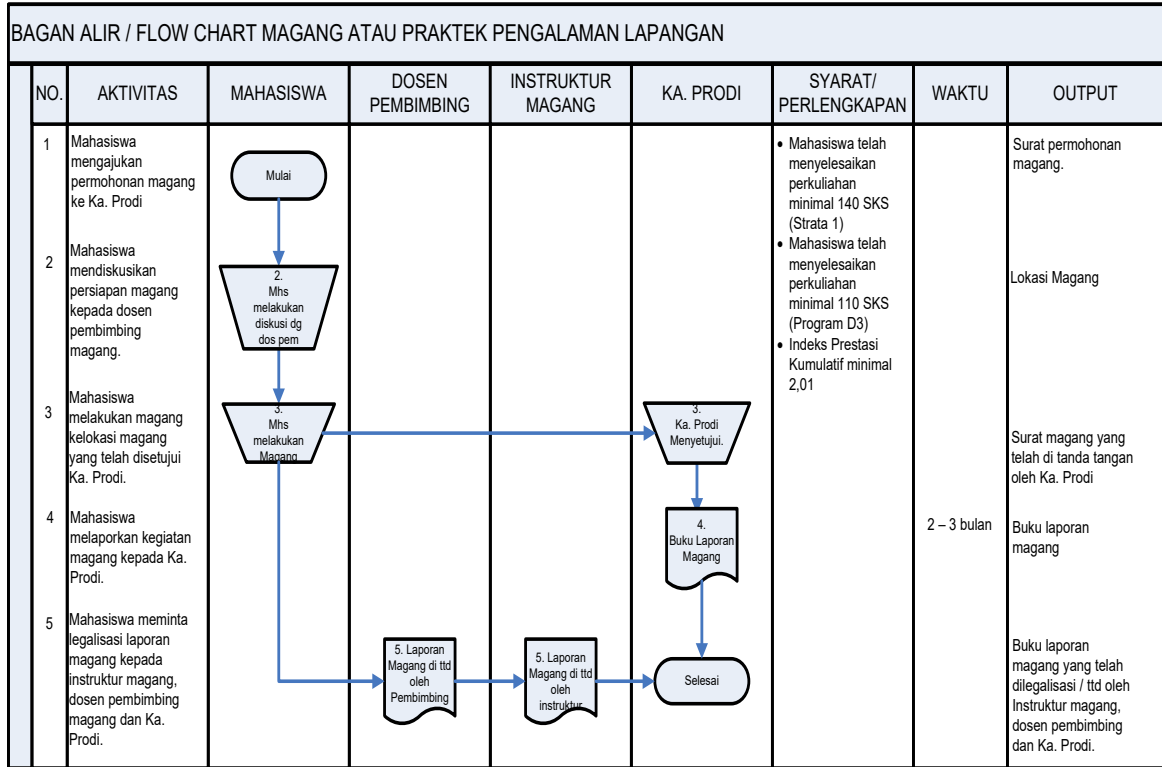 BAGAN ALIR / FLOW CHART MAGANG ATAU PRAKTEK PENGALAMAN LAPANGAN
NO.
AKTIVITAS
MAHASISWA
DOSEN
PEMBIMBING
INSTRUKTUR
MAGANG
KA. PRODI
SYARAT/
PERLENGKAPAN
WAKTU
OUTPUT
1
Mahasiswa
mengajukan
permohonan magang
ke Ka. Prodi
Mulai
• Mahasiswa telah
menyelesaikan
perkuliahan
minimal 140 SKS
(Strata 1)
• Mahasiswa telah
menyelesaikan
perkuliahan
minimal 110 SKS
(Program D3)
• Indeks Prestasi
Kumulatif minimal
2,01
Surat permohonan
magang.
2
Mahasiswa
mendiskusikan
persiapan magang
kepada dosen
pembimbing
magang.
2.
Mhs
melakukan
diskusi dg
dos pem
Lokasi Magang
3
Mahasiswa
melakukan magang
kelokasi magang
yang telah disetujui
Ka. Prodi.
3.
Mhs
melakukan
Magang
3.
Ka. Prodi
Menyetujui.
Surat magang yang
telah di tanda tangan
oleh Ka. Prodi
4
Mahasiswa
melaporkan kegiatan
magang kepada Ka.
Prodi.
4.
Buku Laporan
Magang
2 – 3 bulan
Buku laporan
magang
5
Mahasiswa meminta
legalisasi laporan
magang kepada
instruktur magang,
dosen pembimbing
magang dan Ka.
Prodi.
5. Laporan
Magang di ttd
oleh
Pembimbing
5. Laporan
Magang di ttd
oleh
instruktur
Selesai
Buku laporan
magang yang telah
dilegalisasi / ttd oleh
Instruktur magang,
dosen pembimbing
dan Ka. Prodi.